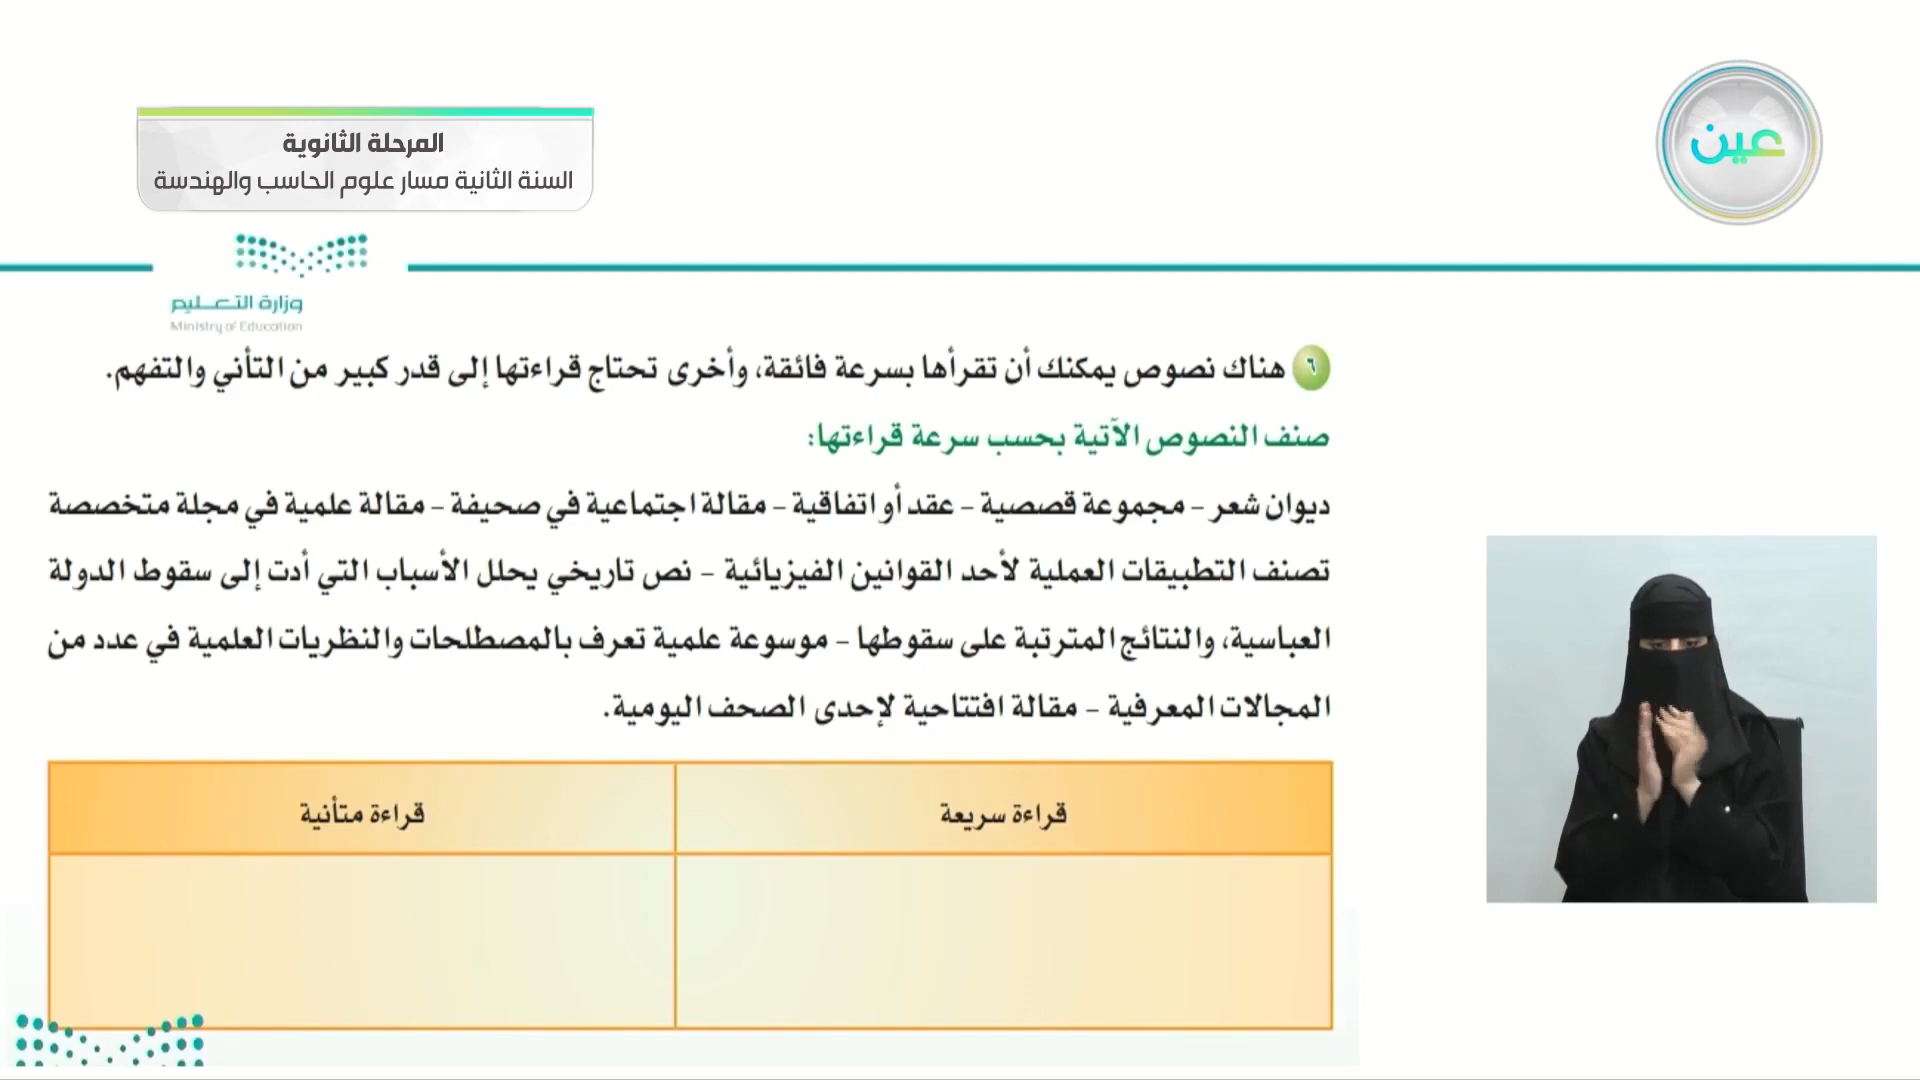 المرحلة الثانوية
السنة الثانية مسار علوم الحاسب والهندسة
عين
وزارة التعليم
Ministry of Education
٦ هناك نصوص يمكنك أن تقرأها بسرعة فائقة، وأخرى تحتاج قراءتها إلى قدر كبير من التأني والتفهم.
صنف النصوص الآتية بحسب سرعة قراءتها:
ديوان شعر – مجموعة قصصية – عقد أو اتفاقية – مقالة اجتماعية في صحيفة – مقالة علمية في مجلة متخصصة
تصنف التطبيقات العملية لأحد القوانين الفيزيائية – نص تاريخي يحلل الأسباب التي أدت إلى سقوط الدولة
العباسية، والنتائج المترتبة على سقوطها – موسوعة علمية تعرف بالمصطلحات والنظريات العلمية في عدد من
المجالات المعرفية – مقالة افتتاحية لإحدى الصحف اليومية.
قراءة سريعة
قراءة متأنية